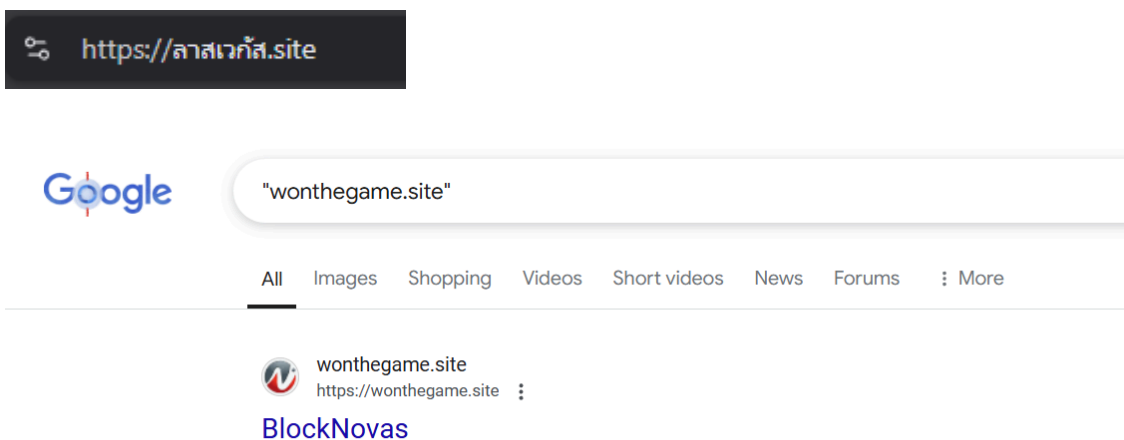 https://ลาสเวกัส.site
Google
"wonthegame.site"
All Images Shopping Videos Short videos News Forums More
wonthegame.site
https://wonthegame.site
BlockNovas